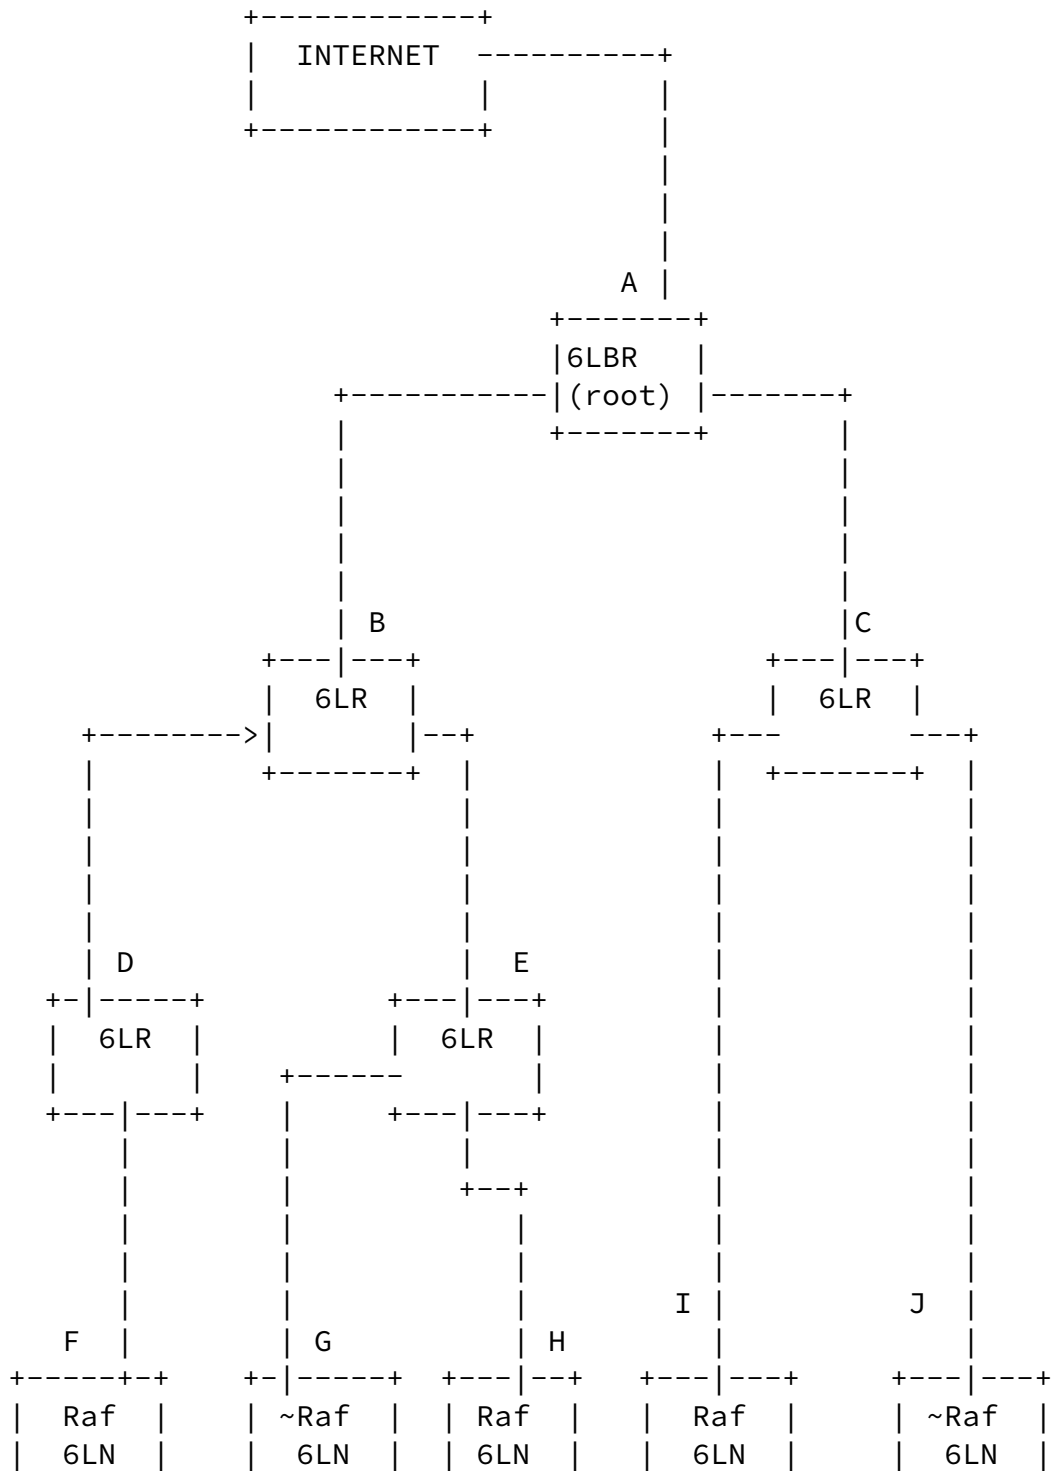 INTERNET
A
6LBR
(root)
B
C
6LR
6LR
D
E
6LR
6LR
I
J
F
G
H
Raf
~Raf
Raf
Raf
~Raf
6LN
6LN
6LN
6LN
6LN